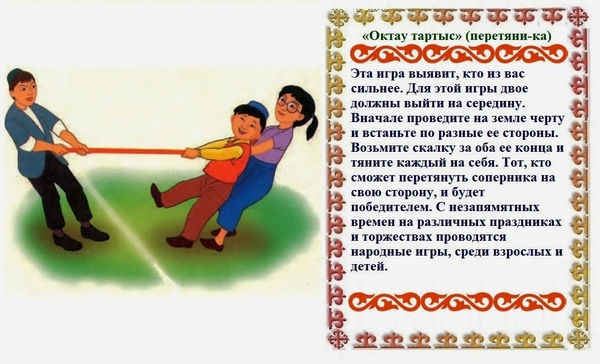 «Октау тартыс» (перетяни-ка)
Эта игра выявит, кто из вас
сильнее. Для этой игры двое
должны выйти на середину.
Вначале проведите на земле черту
и встаньте по разные ее стороны.
Возьмите скалку за оба ее конца и
тяните каждый на себя. Тот, кто
сможет перетянуть соперника на
свою сторону, и будет
победителем. С незапямятных
времен на различных праздниках
и торжествах проводятся
народные игры, среди взрослых и
детей.